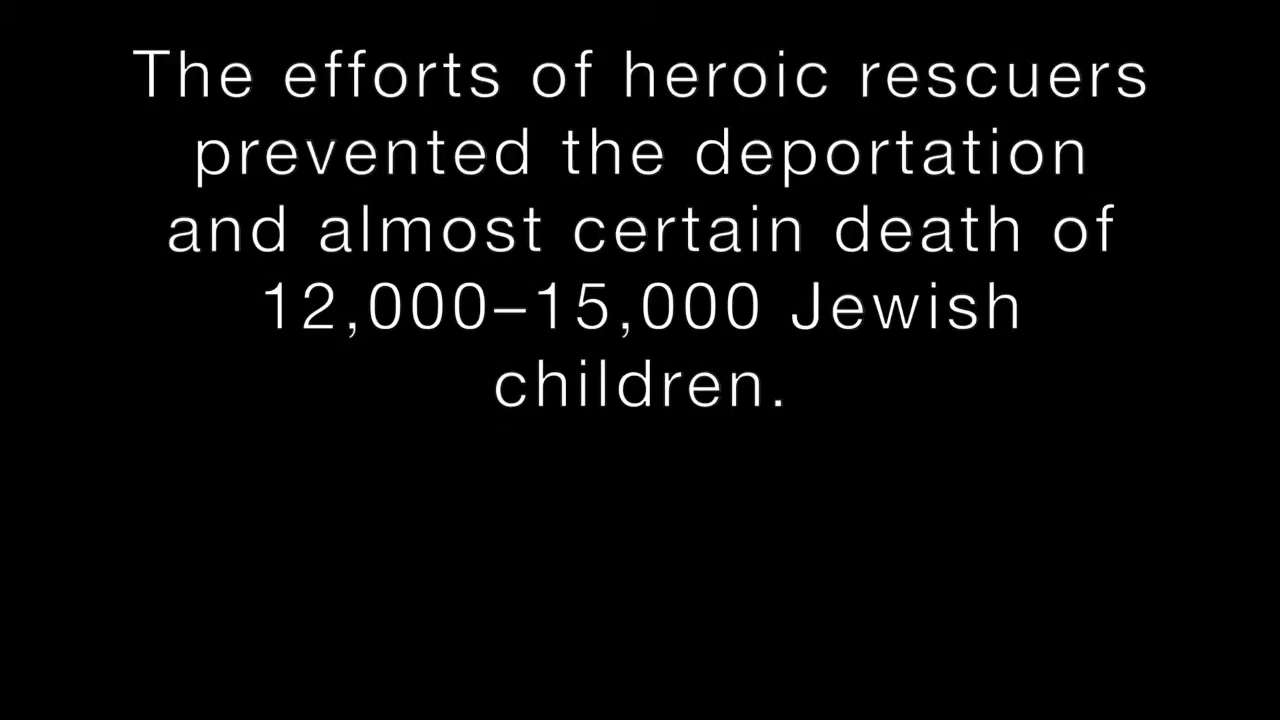 The efforts of heroic rescuers
prevented the deportation
and almost certain death of
12,000–15,000 Jewish
children.